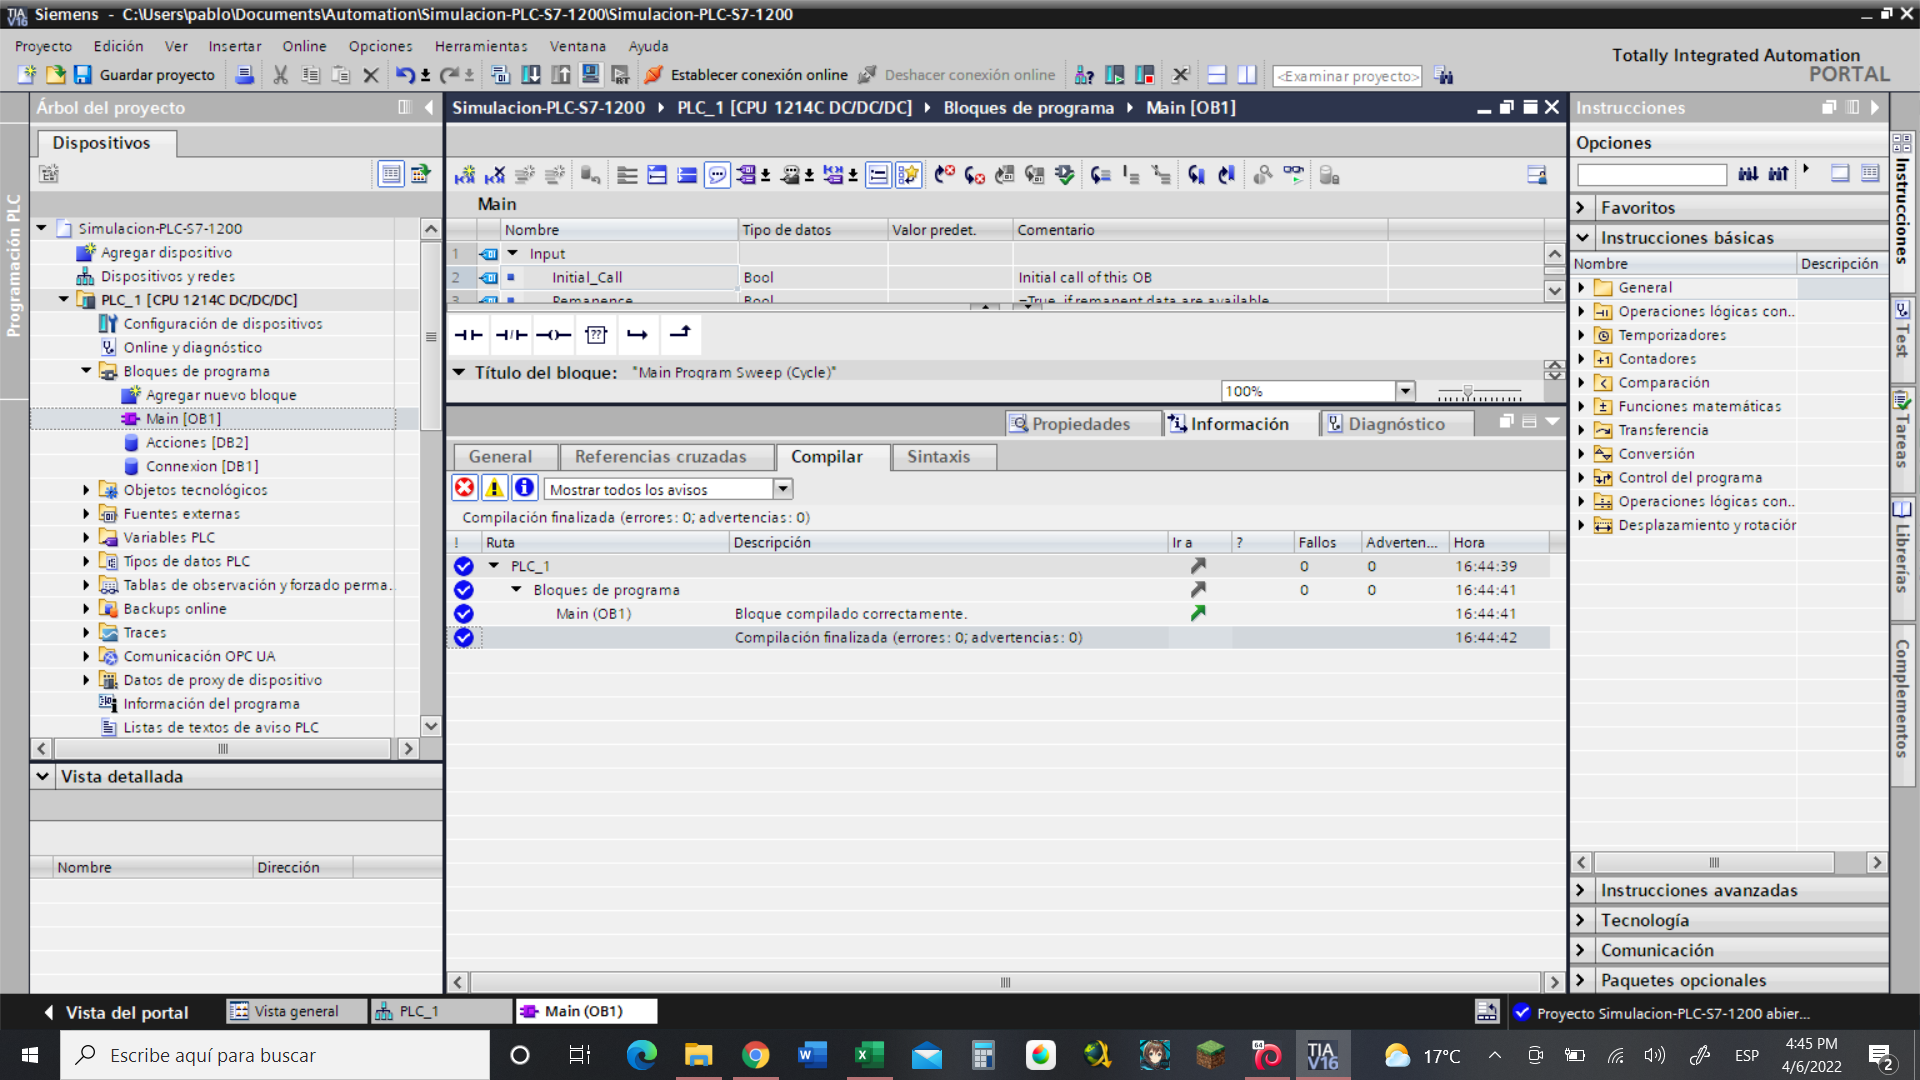 Siemens - C:\Users\pablo\Documents\Automation\Simulacion-PLC-S7-1200\Simulacion-PLC-S7-1200
Proyecto Edición Ver Insertar Online Opciones Herramientas Ventana Ayuda
Totally Integrated Automation
PORTAL
Guardar proyecto Establecer conexión online Deshacer conexión online <Examinar proyecto>
Árbol del proyecto
Simulacion-PLC-S7-1200 PLC_1 [CPU 1214C DC/DC/DC] Bloques de programa Main [OB1]
Instrucciones
Dispositivos
Opciones
Programación PLC
Simulacion-PLC-S7-1200
Agregar dispositivo
Dispositivos y redes
PLC_1 [CPU 1214C DC/DC/DC]
Configuración de dispositivos
Online y diagnóstico
Bloques de programa
Agregar nuevo bloque
Main [OB1]
Acciones [DB2]
Connexion [DB1]
Objetos tecnológicos
Fuentes externas
Variables PLC
Tipos de datos PLC
Tablas de observación y forzado perma..
Backups online
Traces
Comunicación OPC UA
Datos de proxy de dispositivo
Información del programa
Listas de textos de aviso PLC
Vista detallada
Nombre Dirección
Main
Nombre Tipo de datos Valor predet. Comentario
1 Input
2 Initial_Call Bool Initial call of this OB
3 Remanence Bool =True, if remanent data are available
??
Título del bloque: "Main Program Sweep (Cycle)"
100%
Propiedades Información Diagnóstico
General Referencias cruzadas Compilar Sintaxis
Mostrar todos los avisos
Compilación finalizada (errores: 0; advertencias: 0)
! Ruta Descripción Ir a ? Fallos Adverten... Hora
PLC_1 0 0 16:44:39
Bloques de programa 0 0 16:44:41
Main (OB1) Bloque compilado correctamente. 16:44:41
Compilación finalizada (errores: 0; advertencias: 0) 16:44:42
Favoritos
Instrucciones básicas
Nombre Descripción
General
Operaciones lógicas con..
Temporizadores
Contadores
Comparación
Funciones matemáticas
Transferencia
Conversión
Control del programa
Operaciones lógicas con..
Desplazamiento y rotación
Instrucciones avanzadas
Tecnología
Comunicación
Paquetes opcionales
Instrucciones
Test
Tareas
Librerías
Complementos
Vista del portal Vista general PLC_1 Main (OB1) Proyecto Simulacion-PLC-S7-1200 abier...
Escribe aquí para buscar
64
TIA
V16
17°C ESP
4:45 PM
4/6/2022
2